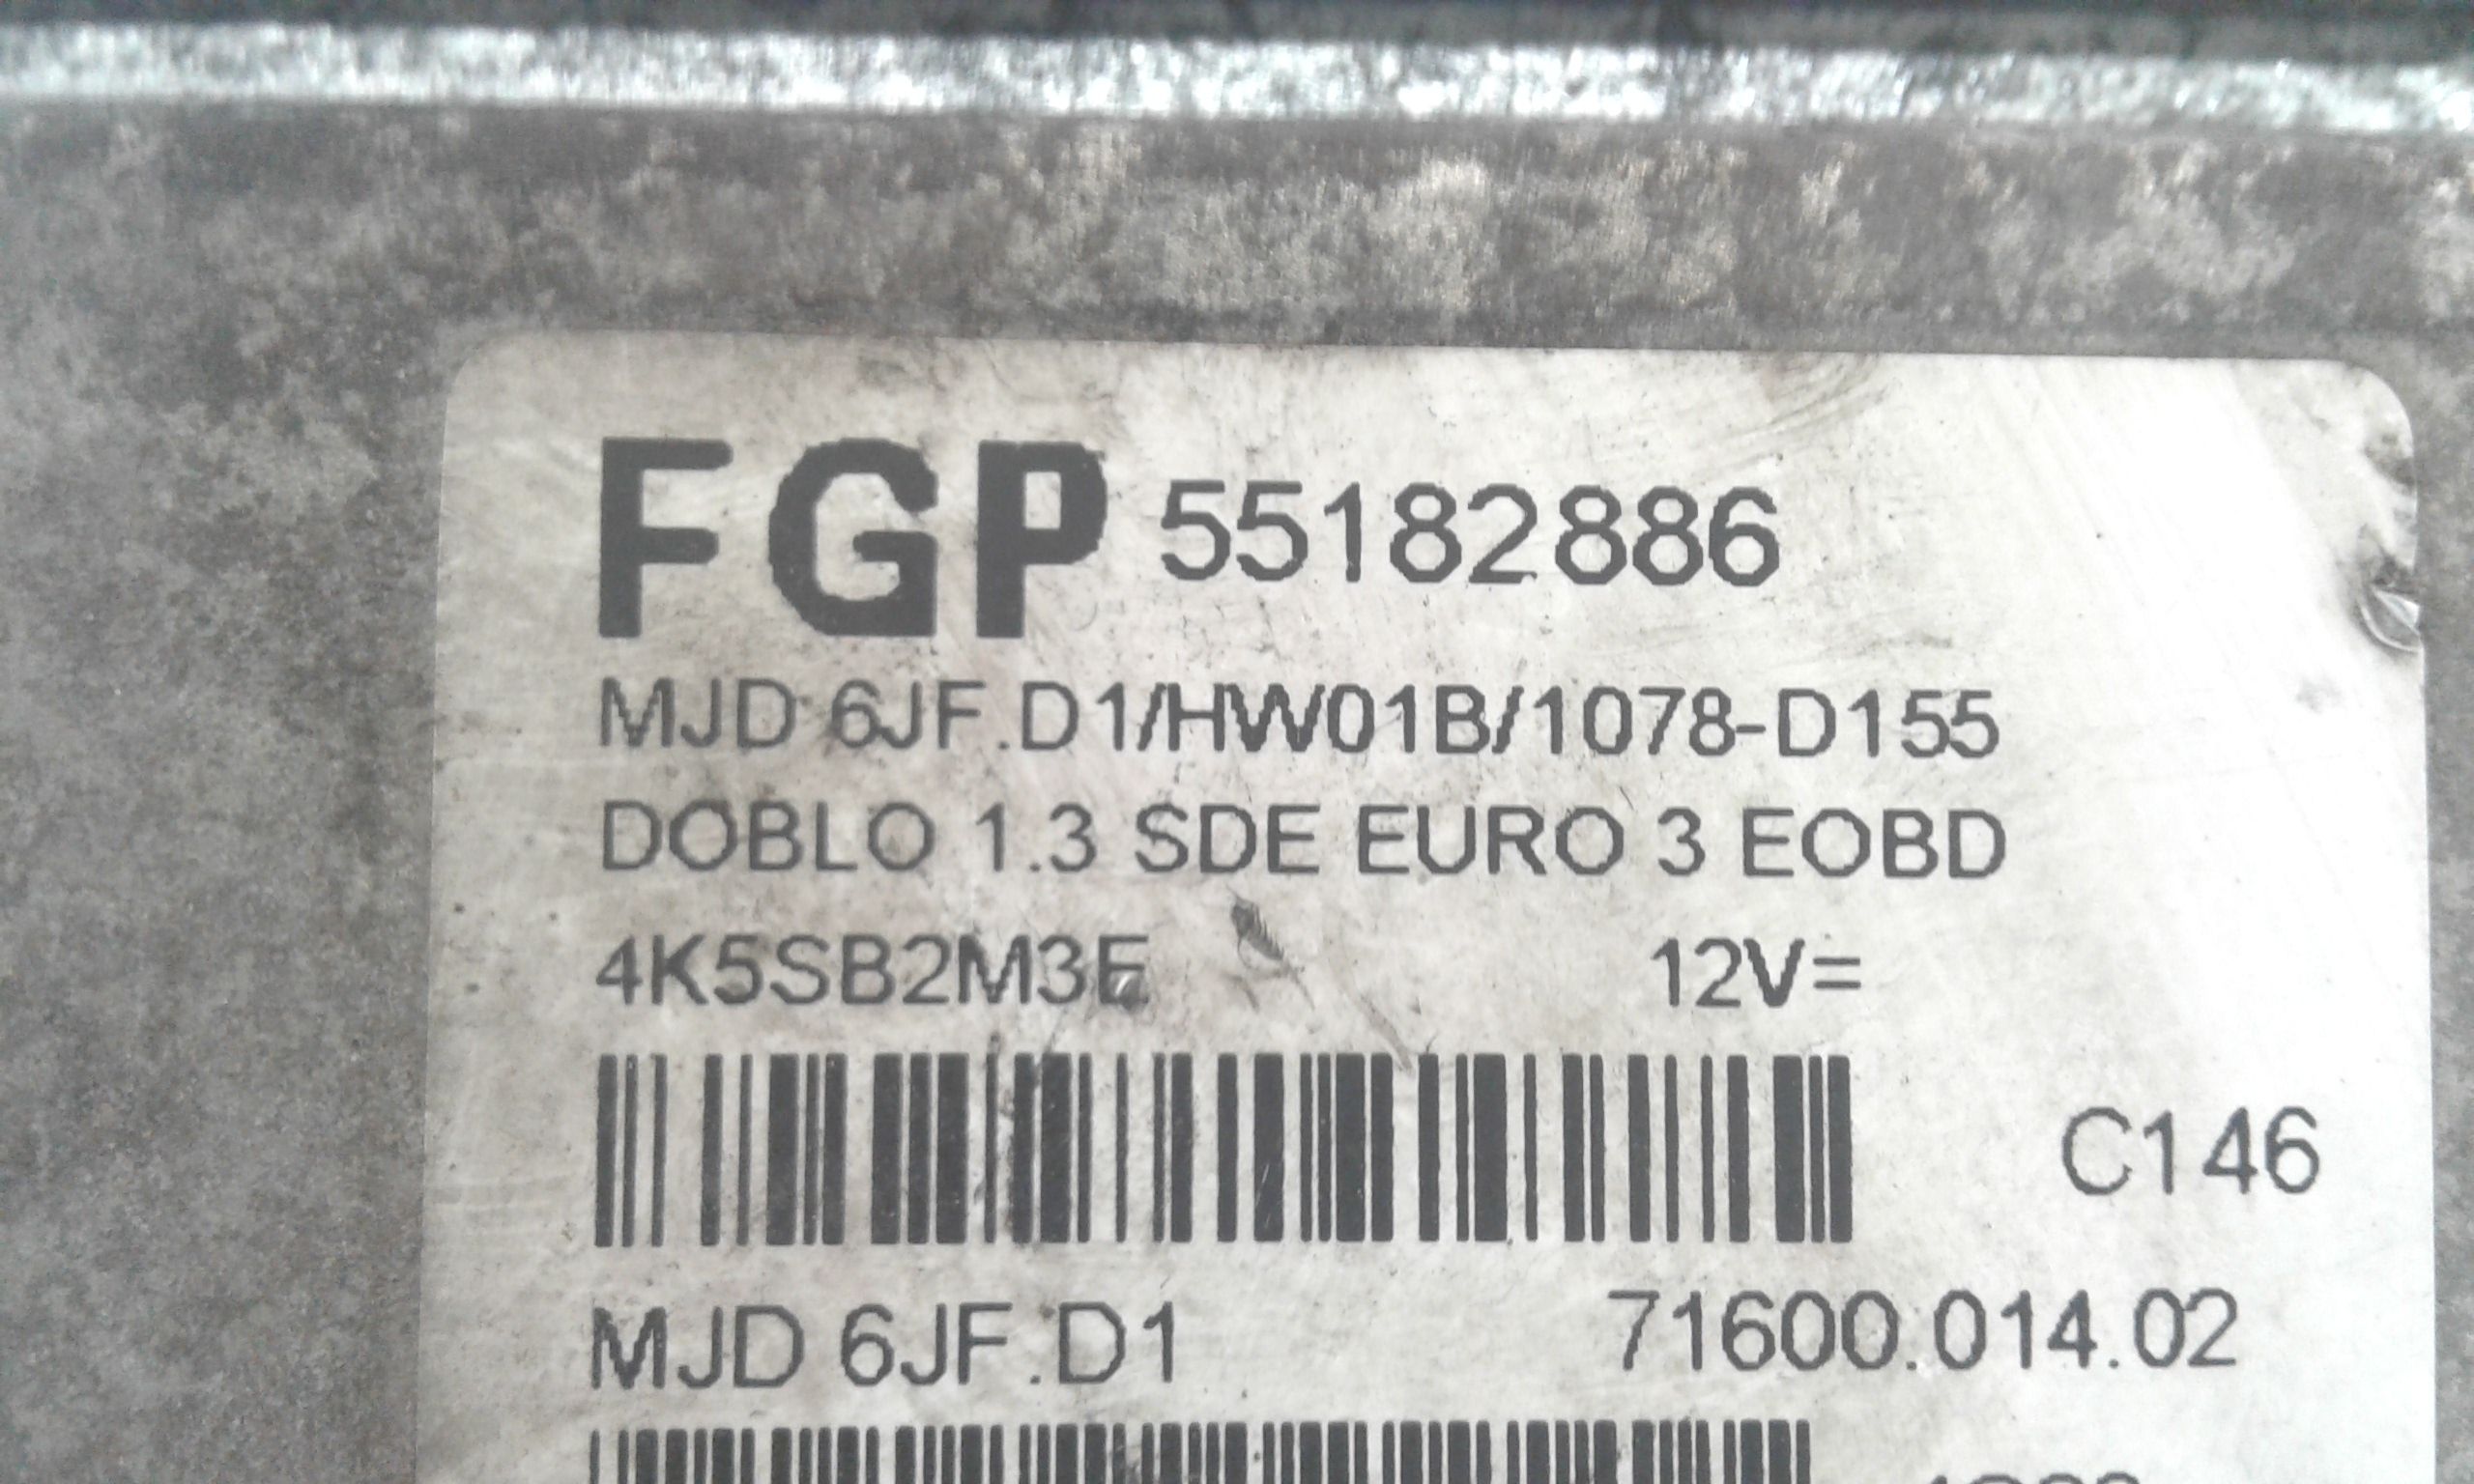 FGP 55182886
MJD 6JF.D1/HW01B/1078-D155
DOBLO 1.3 SDE EURO 3 EOBD
4K5SB2M3E 12V=
C146
MJD 6JF.D1 71600.014.02